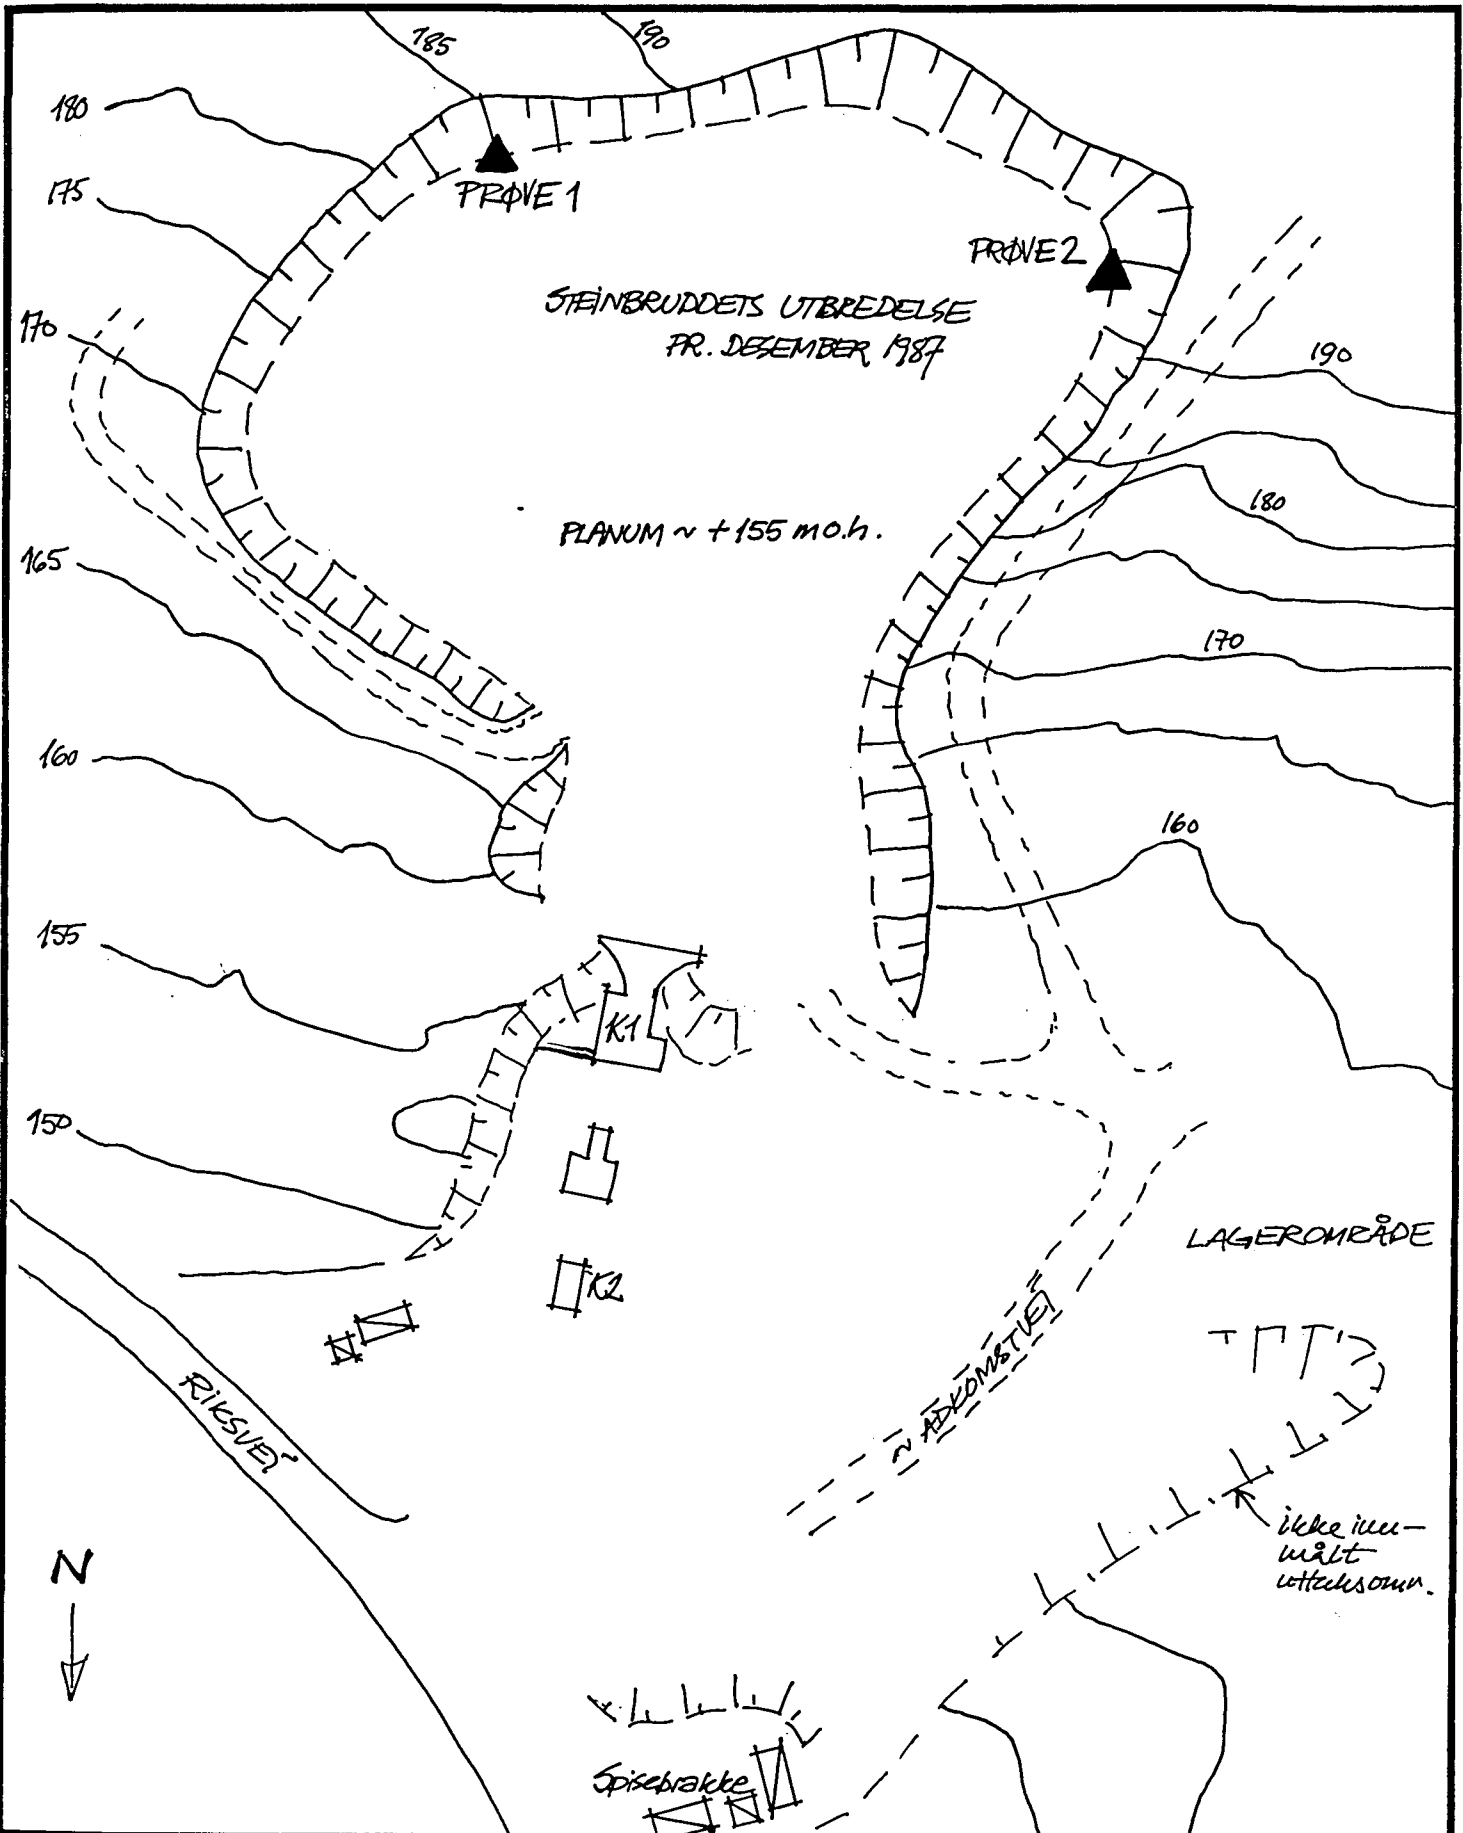 185
190
180
175
PRØVE 1
PRØVE 2
STEINBRUDDETS UTBREDELSE
PR. DESEMBER 1987
170
190
180
PLANUM ~ +155 m o.h.
165
170
160
160
155
K1
150
LAGEROMRÅDE
K2
~ ADKOMSTVEI
RIKSVEI
ikke inn-
målt
uttaksomr.
N
Spisebrakke